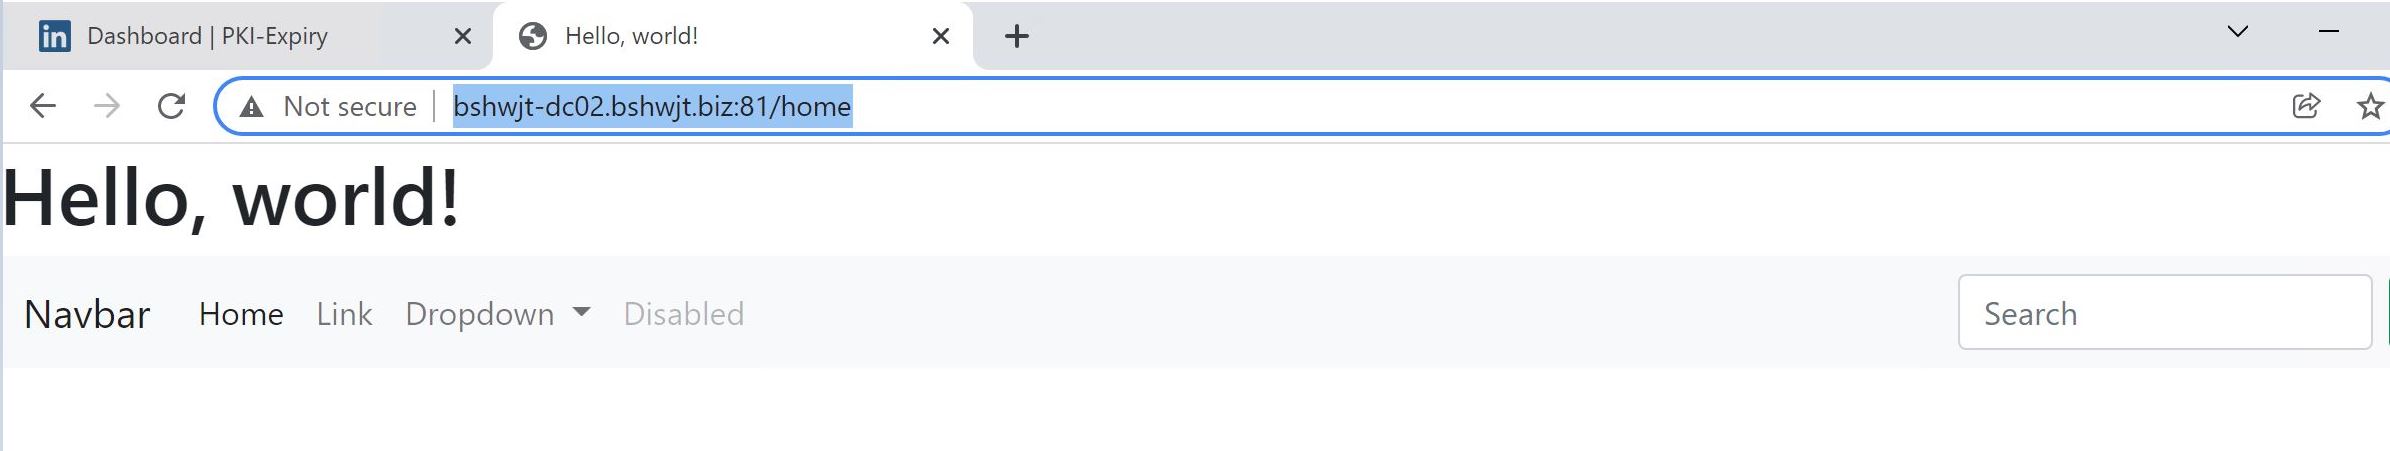 in Dashboard | PKI-Expiry Hello, world!
Not secure bshwjt-dc02.bshwjt.biz:81/home
Hello, world!
Navbar Home Link Dropdown Disabled Search